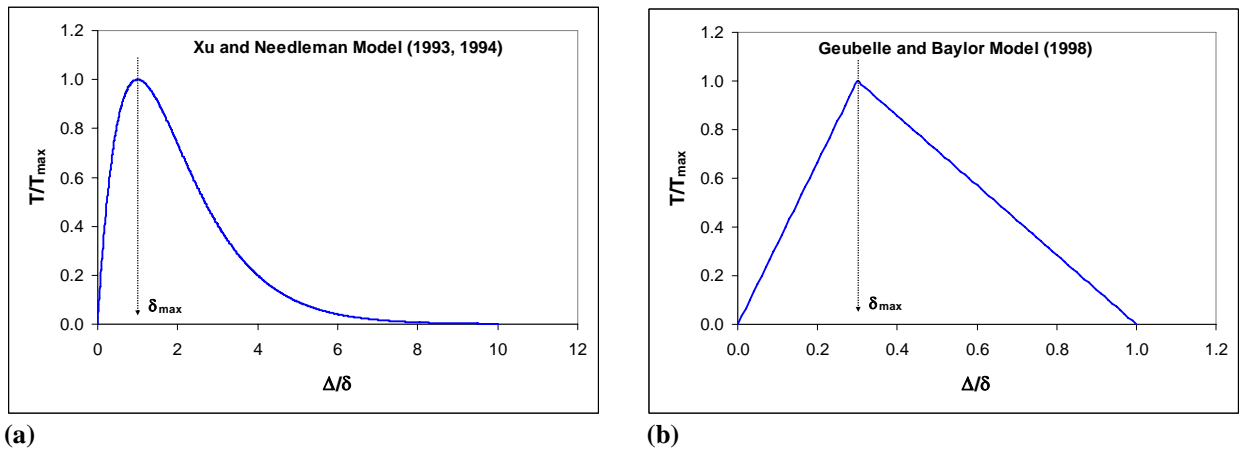 Xu and Needleman Model (1993, 1994)
1.2
1.0
0.8
0.6
0.4
0.2
0.0
T/Tmax
δmax
0 2 4 6 8 10 12
Δ/δ
(a)
Geubelle and Baylor Model (1998)
1.2
1.0
0.8
0.6
0.4
0.2
0.0
T/Tmax
δmax
0.0 0.2 0.4 0.6 0.8 1.0 1.2
Δ/δ
(b)